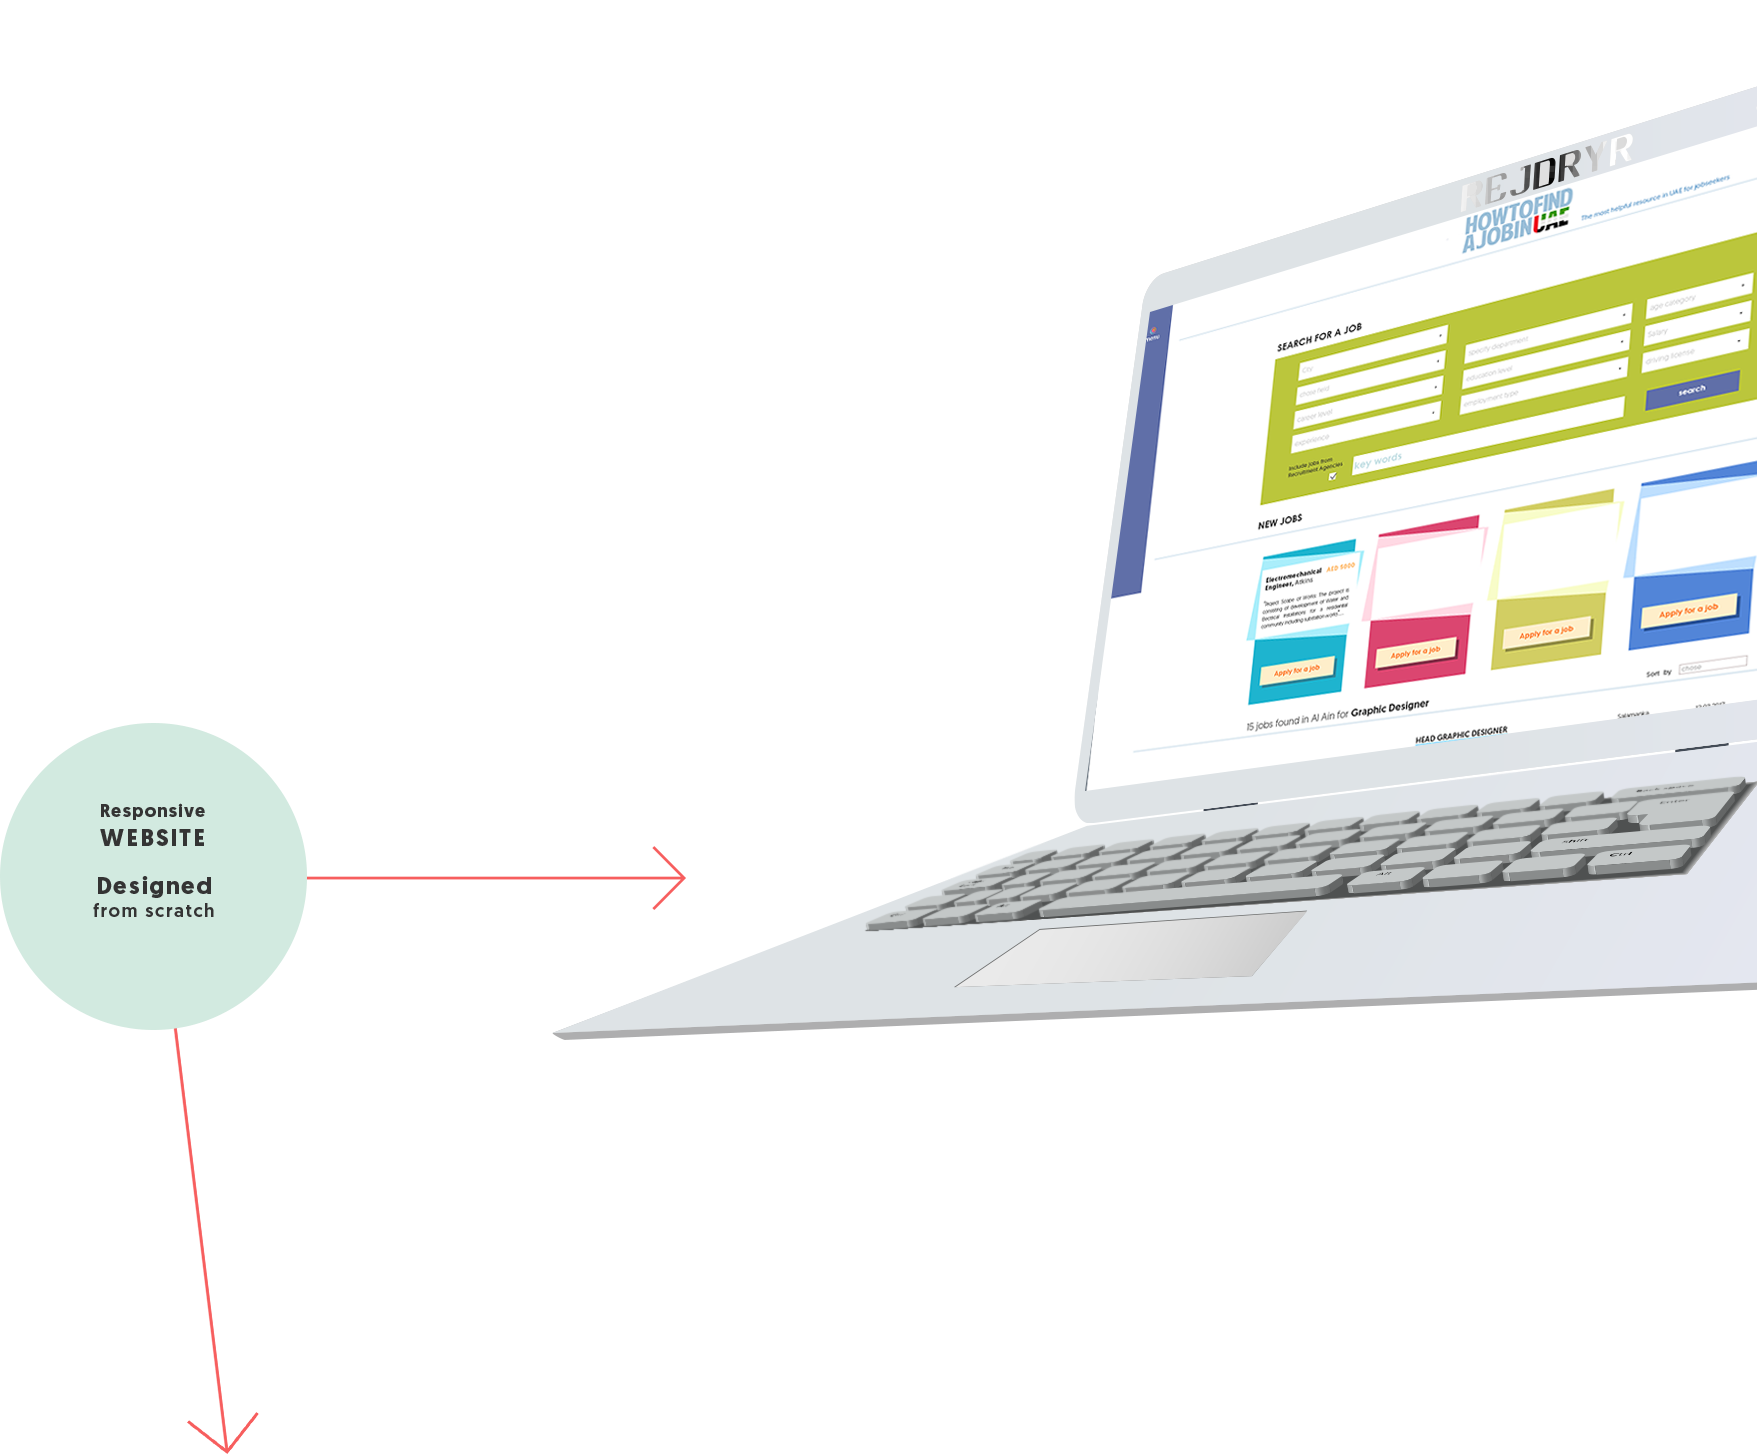 REJDRYR
HOWTOFIND
AJOBINUAE
The most helpful resource in UAE for jobseekers
menu
SEARCH FOR A JOB
City
chose field
career level
experience
specify department
education level
employment type
age category
Salary
driving license
search
Include jobs from
Recruitment Agencies
key words
NEW JOBS
Electromechanical AED 5000
Engineer, Atkins
Project Scope of Works: The project is
consisting of development of Water and
Electrical Installations for a residential
community including substation works...
Apply for a job
Apply for a job
Apply for a job
Apply for a job
Sort by chose
15 jobs found in Al Ain for Graphic Designer
HEAD GRAPHIC DESIGNER
Salamanka
Responsive
WEBSITE
Designed
from scratch
Back space
Enter
Shift
Ctrl
Alt